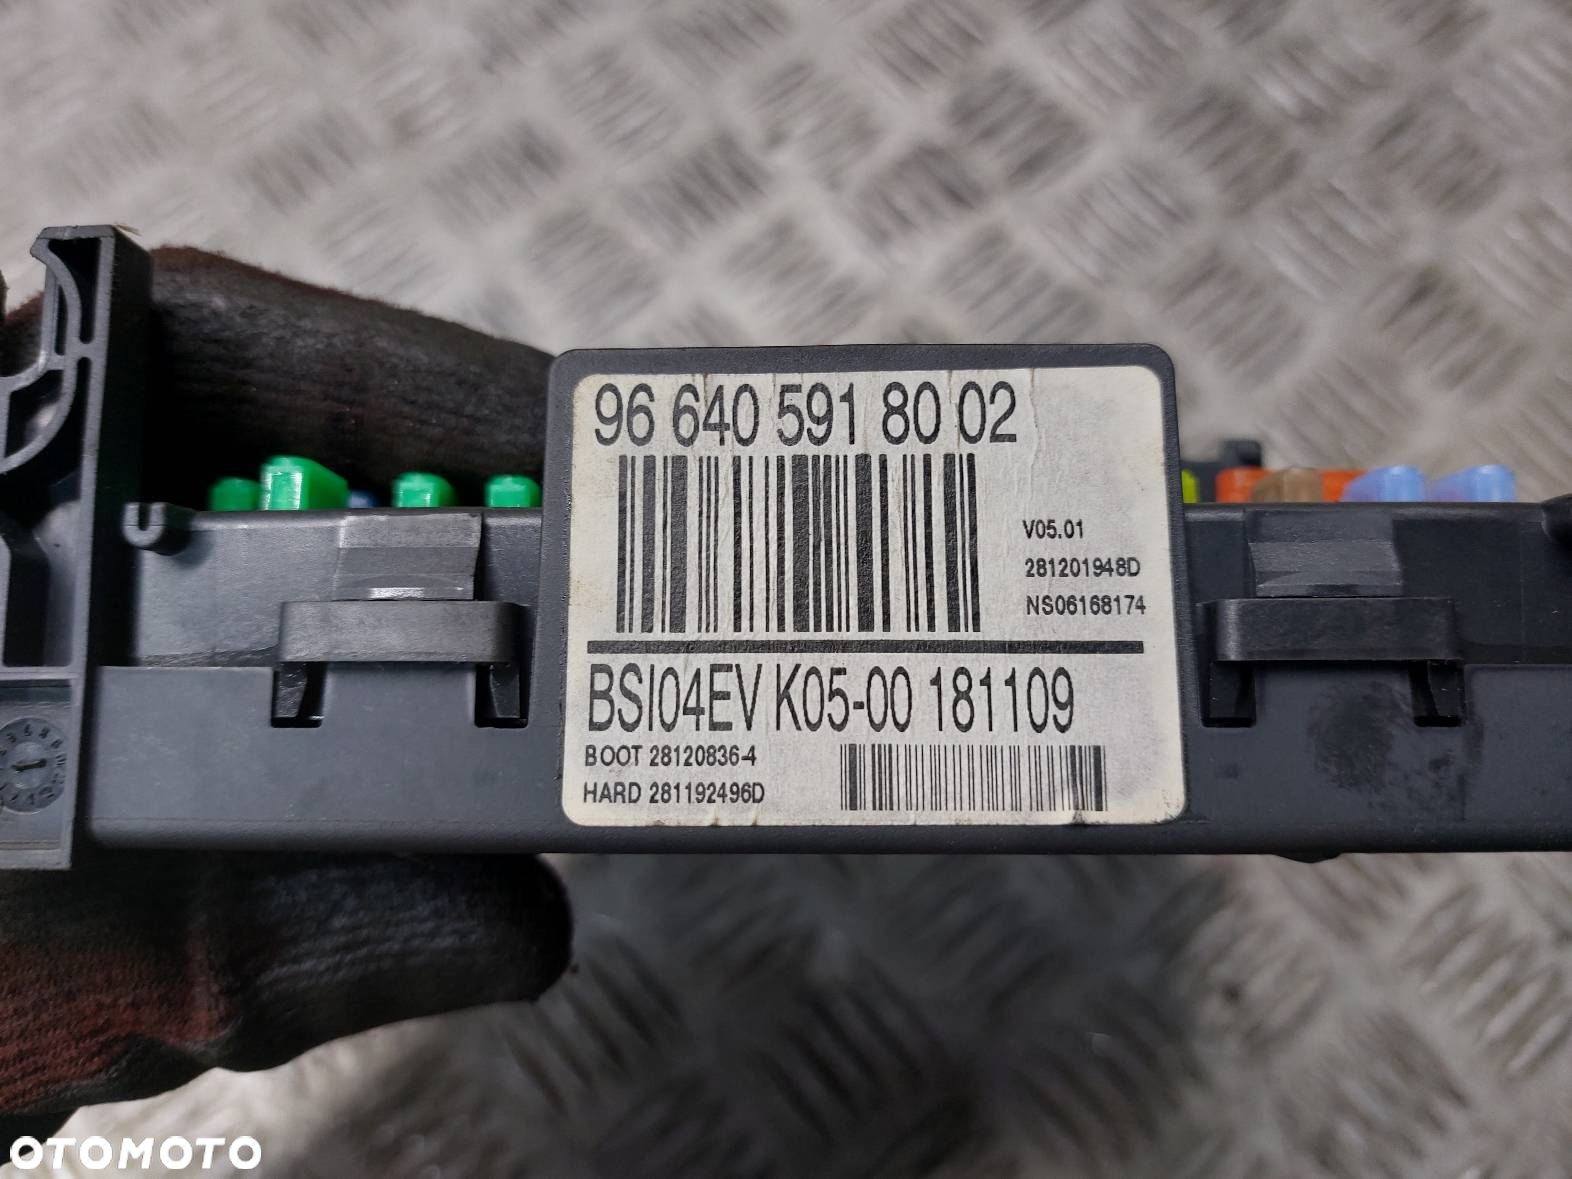 96 640 591 80 02
V05.01
281201948D
NS06168174
BSI04EV K05-00 181109
BOOT 28120836-4
HARD 281192496D
OTOMOTO